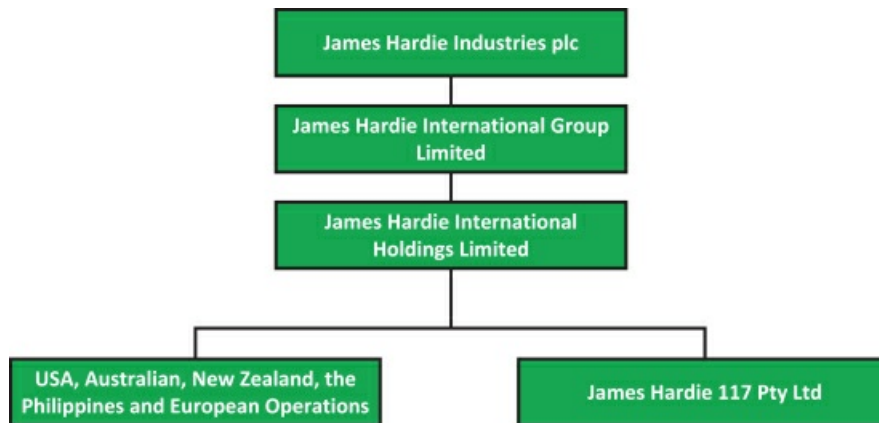 James Hardie Industries plc
James Hardie International Group
Limited
James Hardie International
Holdings Limited
USA, Australian, New Zealand, the
Philippines and European Operations
James Hardie 117 Pty Ltd